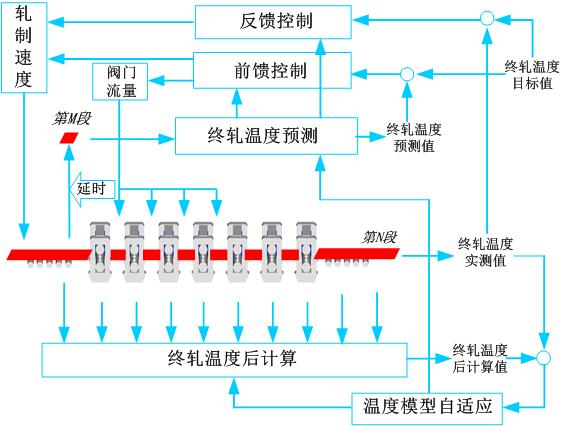 轧
制
速
度
反馈控制
前馈控制
阀门
流量
终轧温度
目标值
第M段
终轧温度预测
终轧温度
预测值
延时
第N段
终轧温度
实测值
终轧温度后计算
终轧温度
后计算值
温度模型自适应